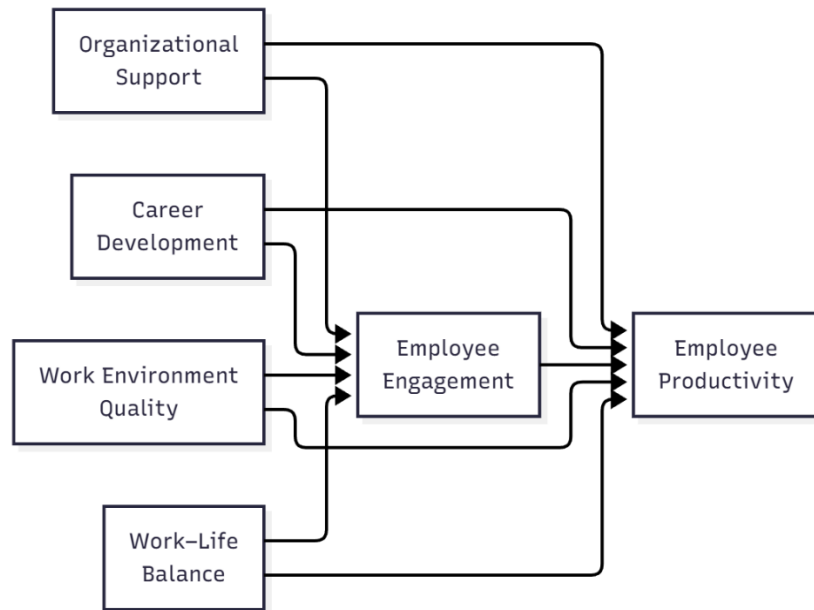 Organizational
Support
Career
Development
Work Environment
Quality
Employee
Engagement
Employee
Productivity
Work–Life
Balance